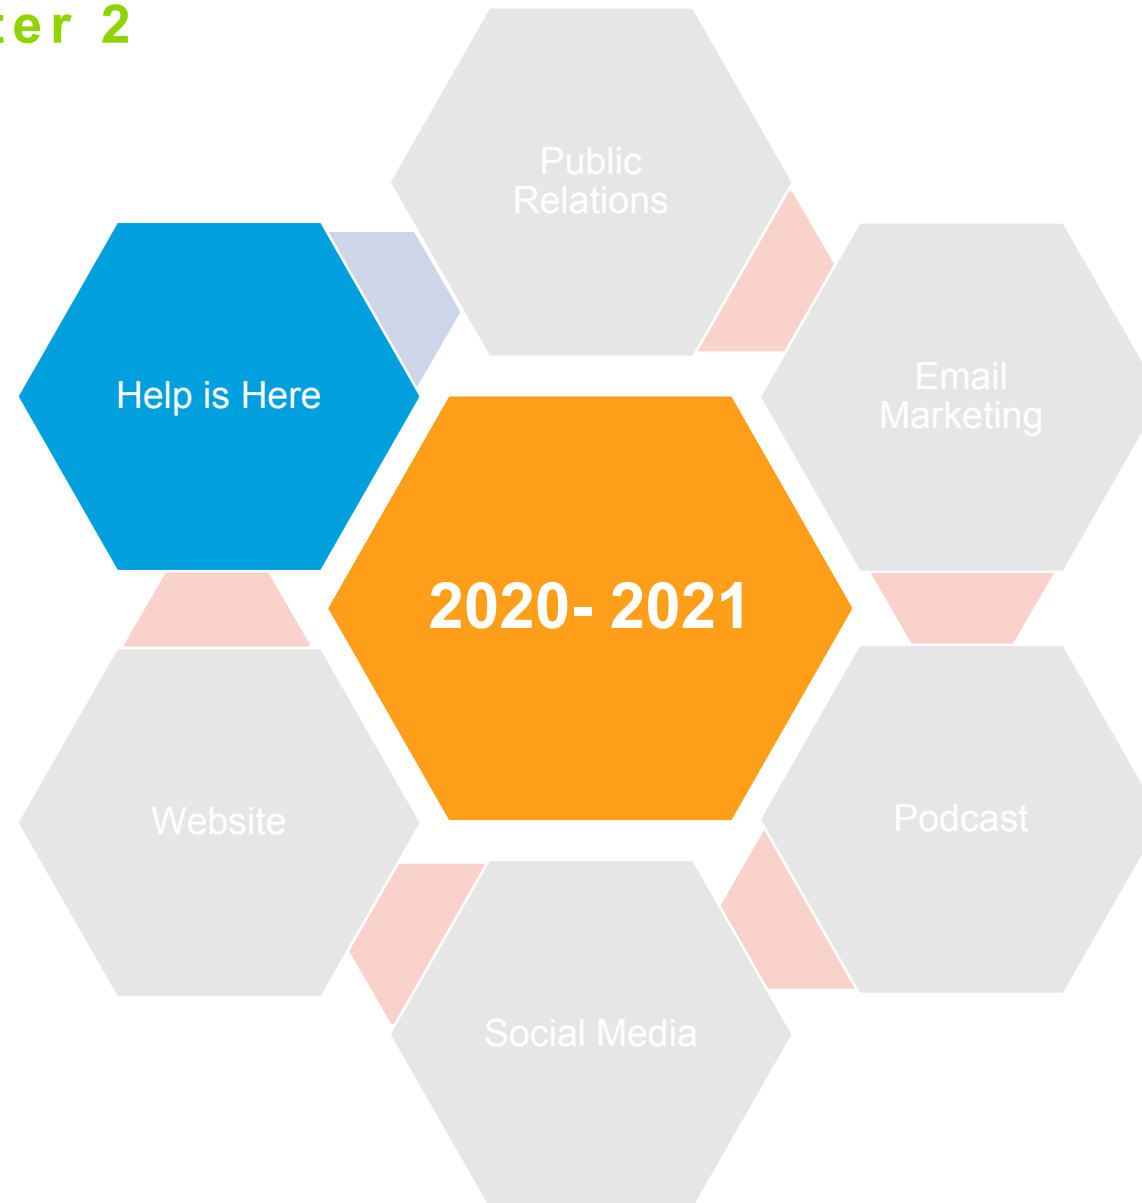 ter 2
Public
Relations
Help is Here
Email
Marketing
2020- 2021
Website
Podcast
Social Media